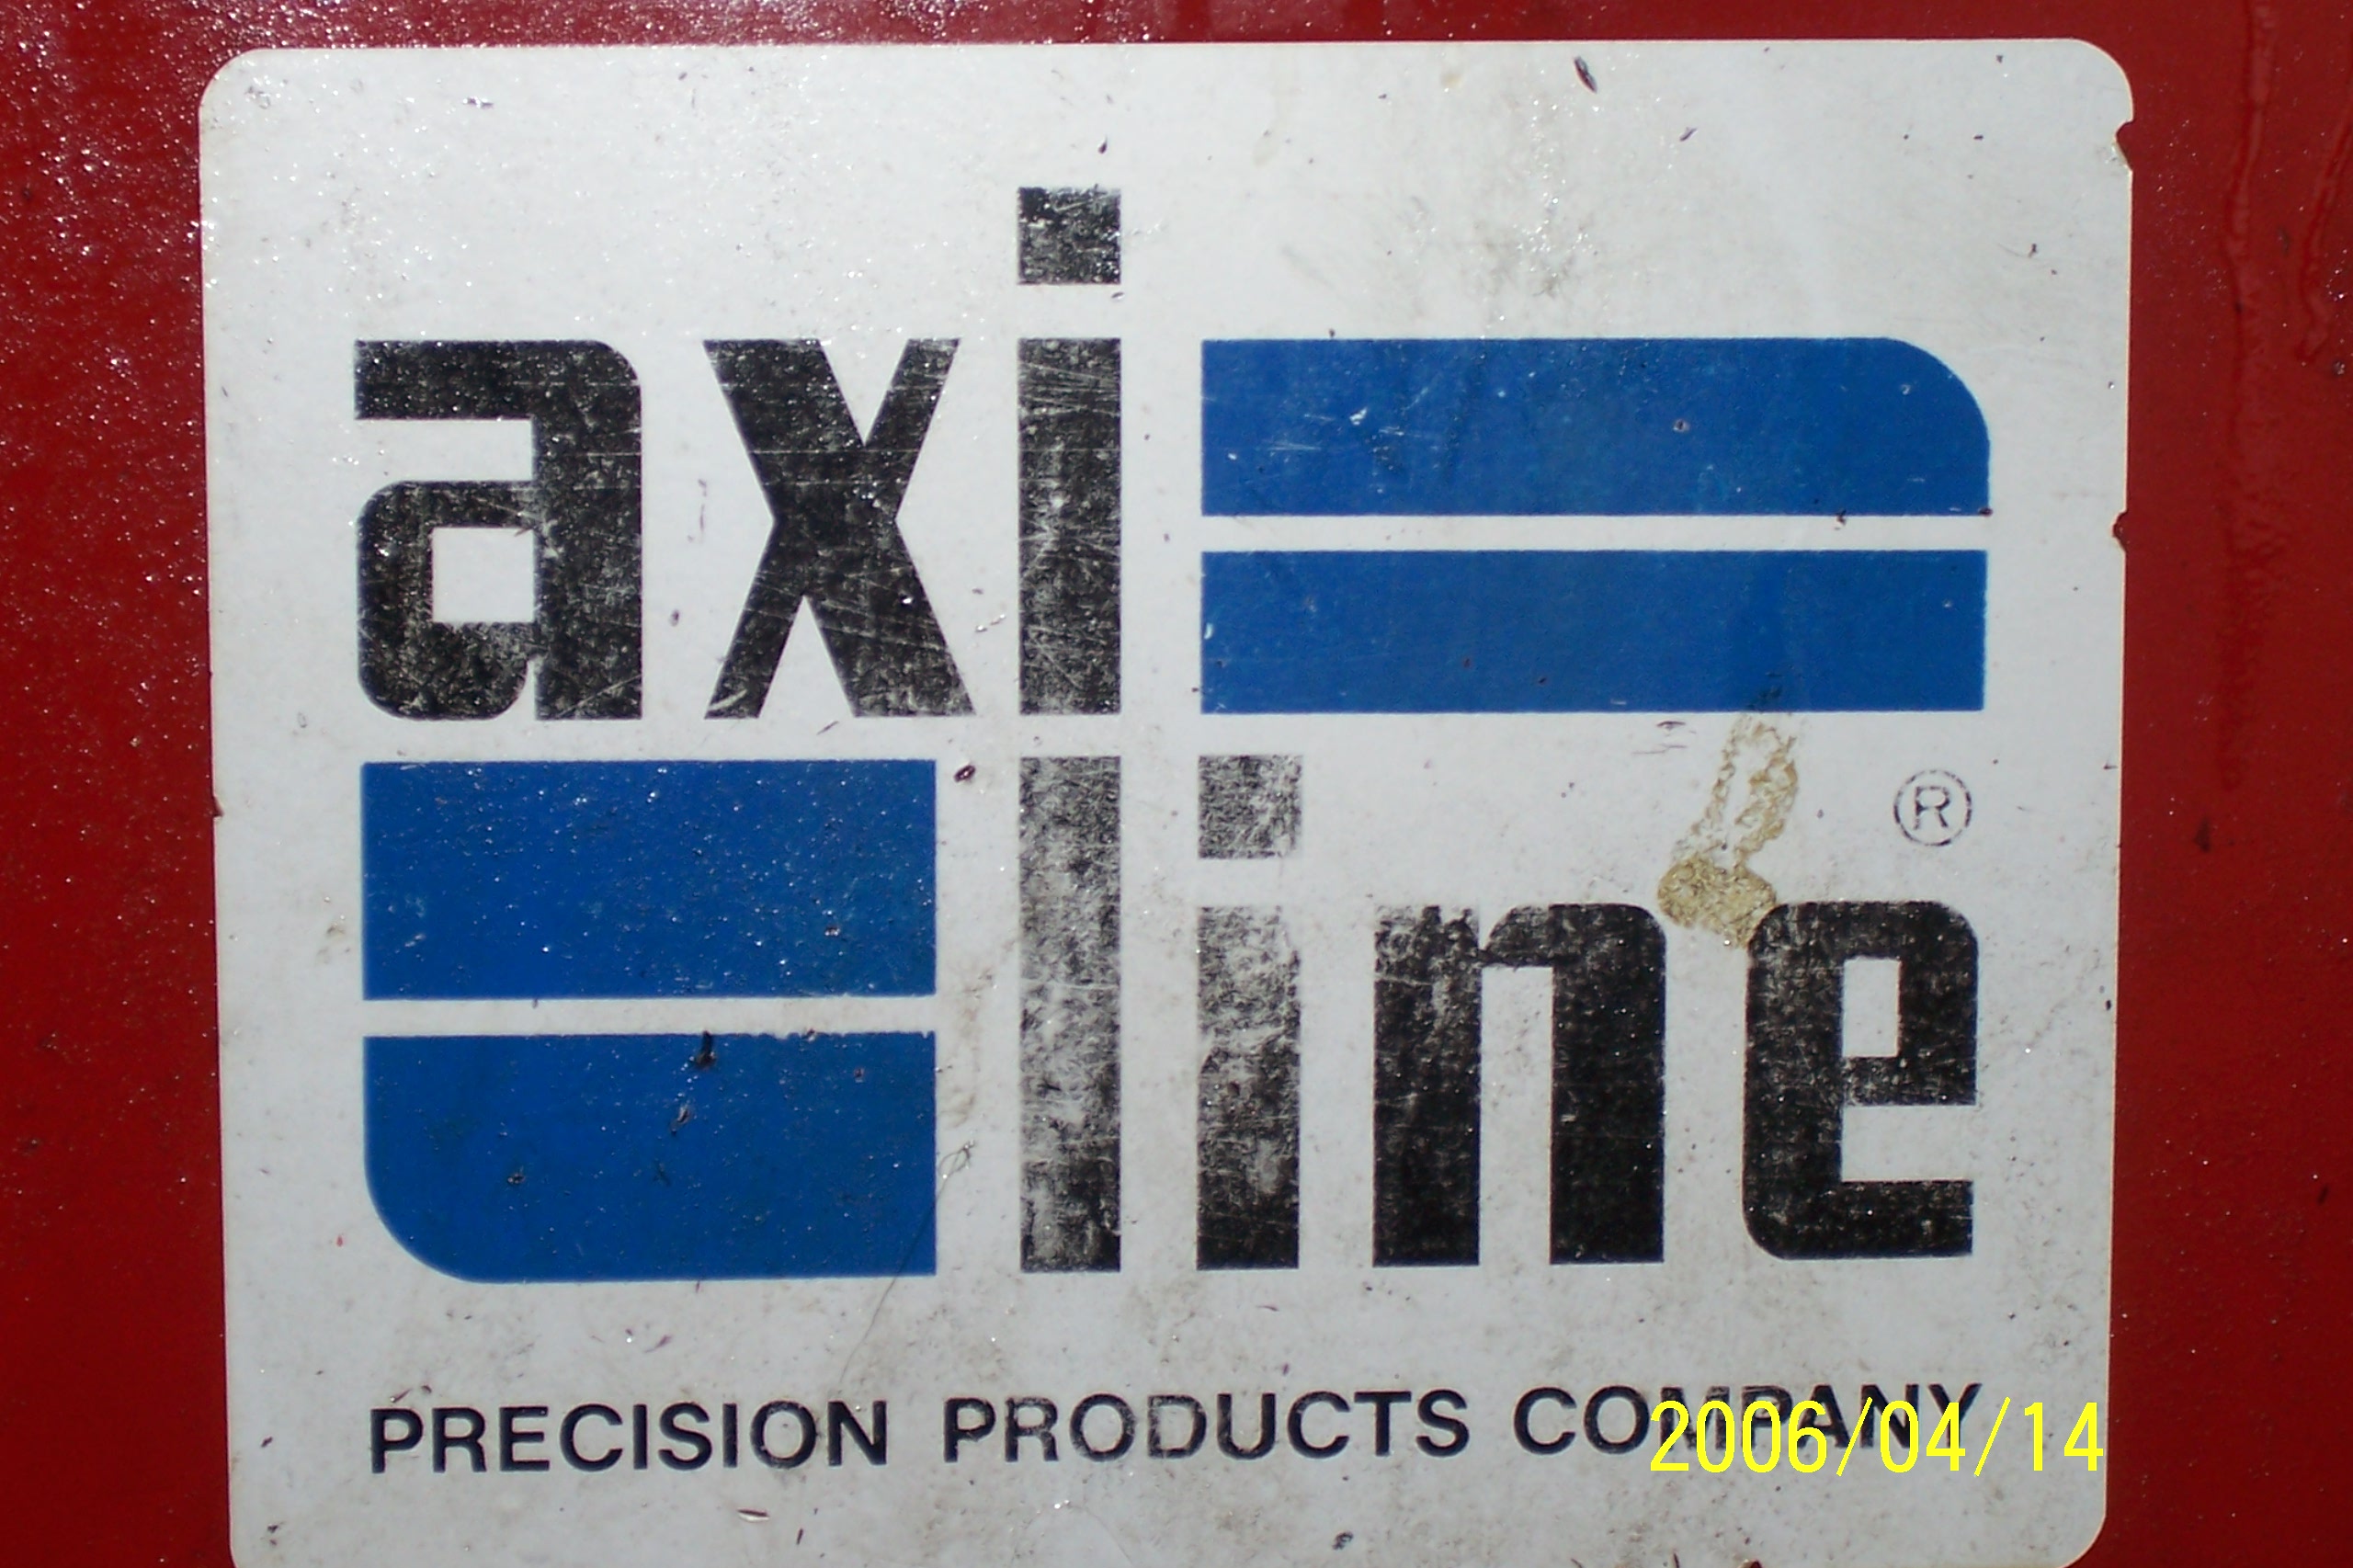 axi
line ®
PRECISION PRODUCTS COMPANY
2006/04/14